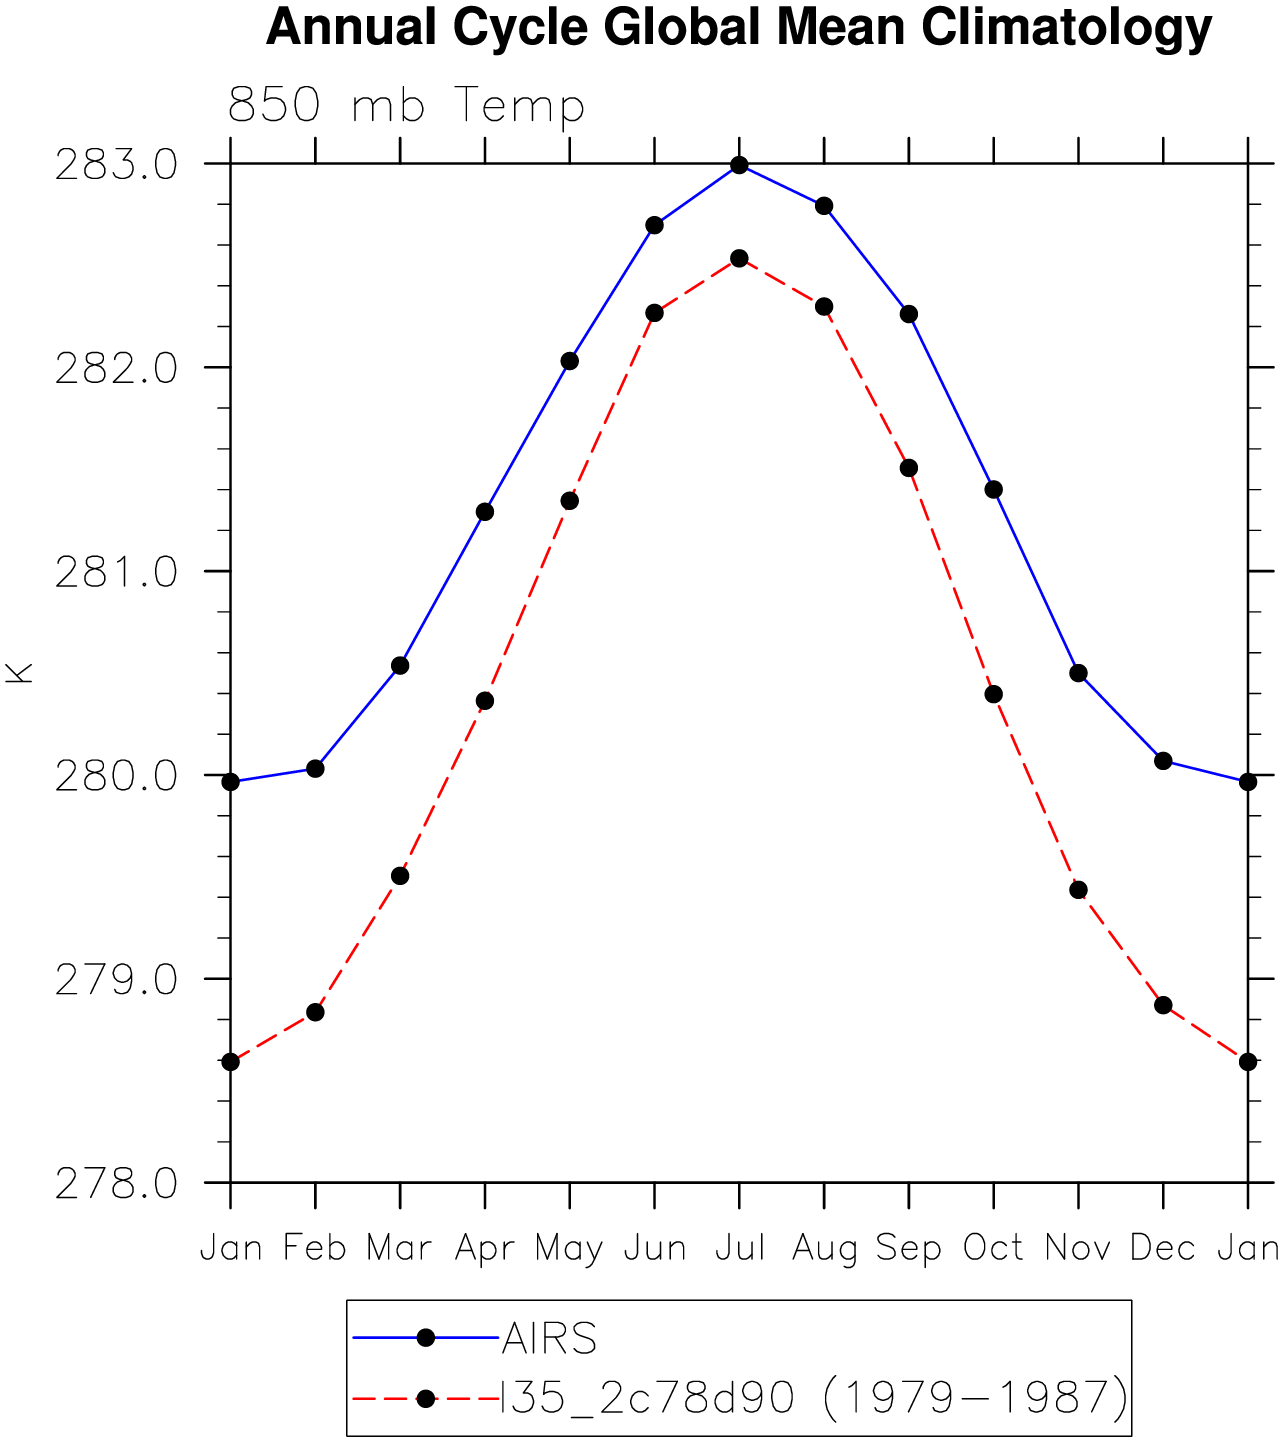 Annual Cycle Global Mean Climatology
850 mb Temp
283.0
282.0
281.0
K
280.0
279.0
278.0
Jan Feb Mar Apr May Jun Jul Aug Sep Oct Nov Dec Jan
AIRS
I35_2c78d90 (1979-1987)